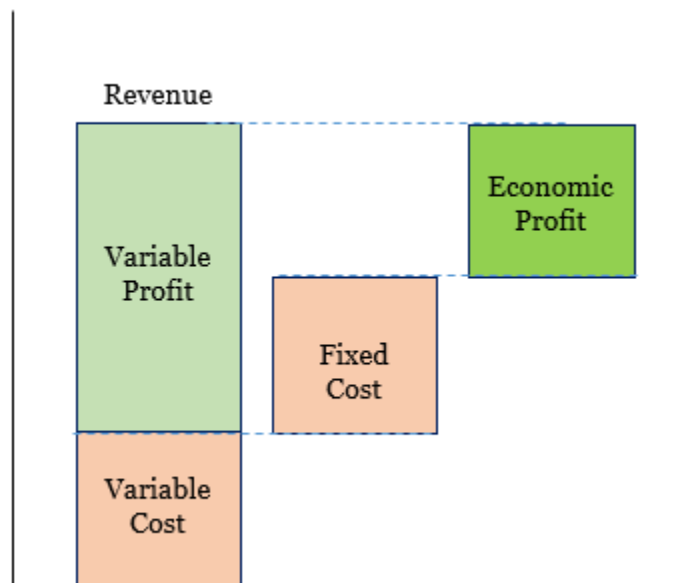 Revenue
Variable
Profit
Economic
Profit
Fixed
Cost
Variable
Cost